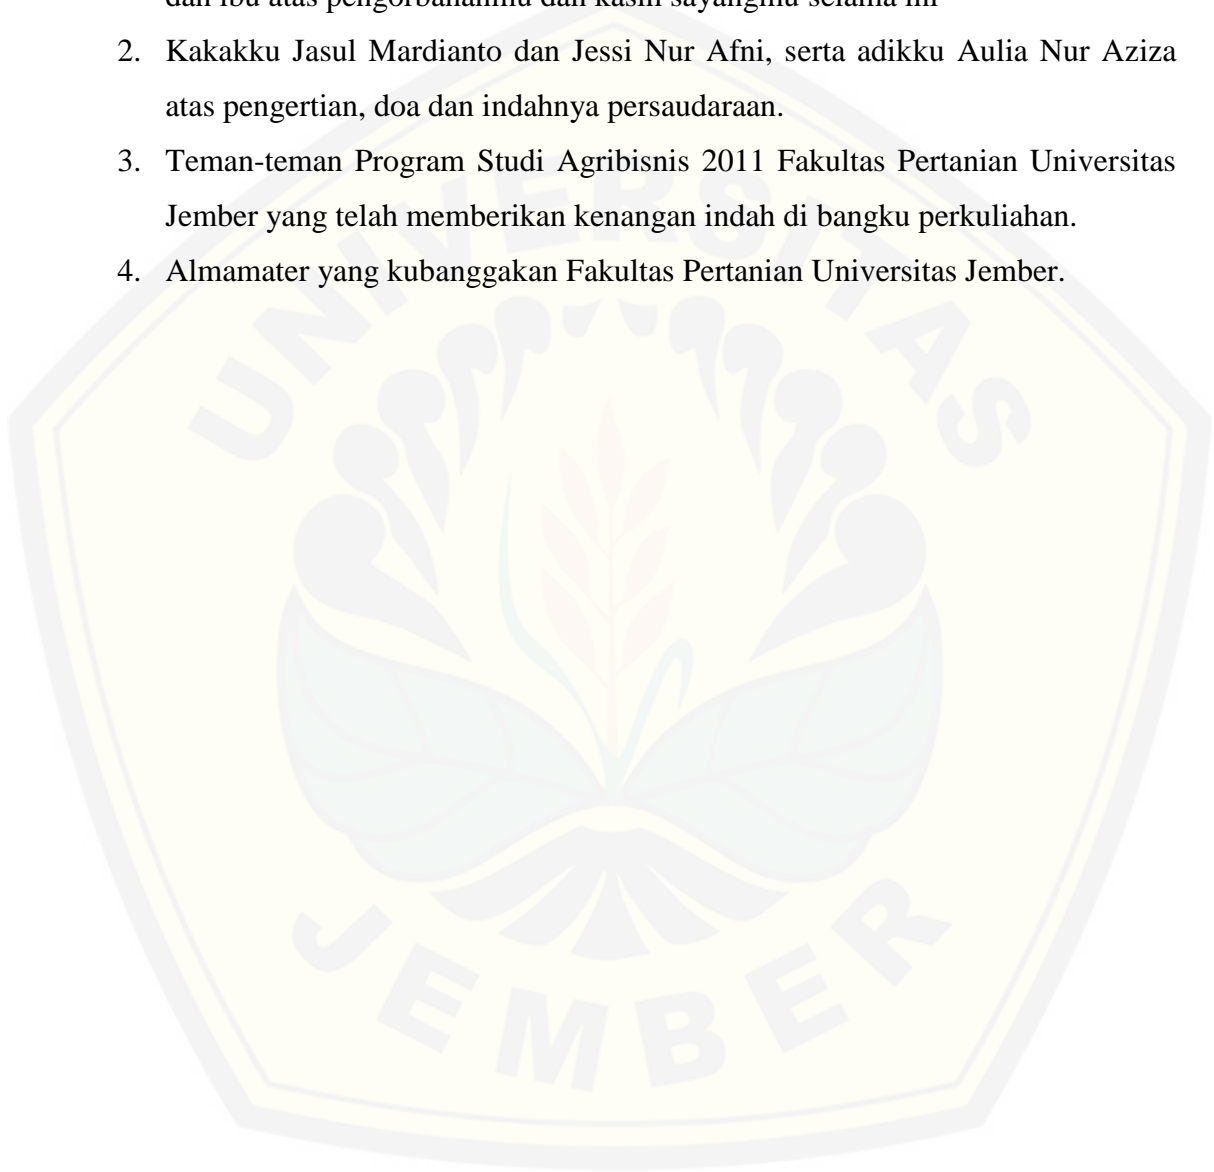 dan Ibu atas pengorbananmu dan kasih sayangmu selama ini
2. Kakakku Jasul Mardianto dan Jessi Nur Afni, serta adikku Aulia Nur Aziza
atas pengertian, doa dan indahnya persaudaraan.
3. Teman-teman Program Studi Agribisnis 2011 Fakultas Pertanian Universitas
Jember yang telah memberikan kenangan indah di bangku perkuliahan.
4. Almamater yang kubanggakan Fakultas Pertanian Universitas Jember.
UNIVERSITAS
JEMBER